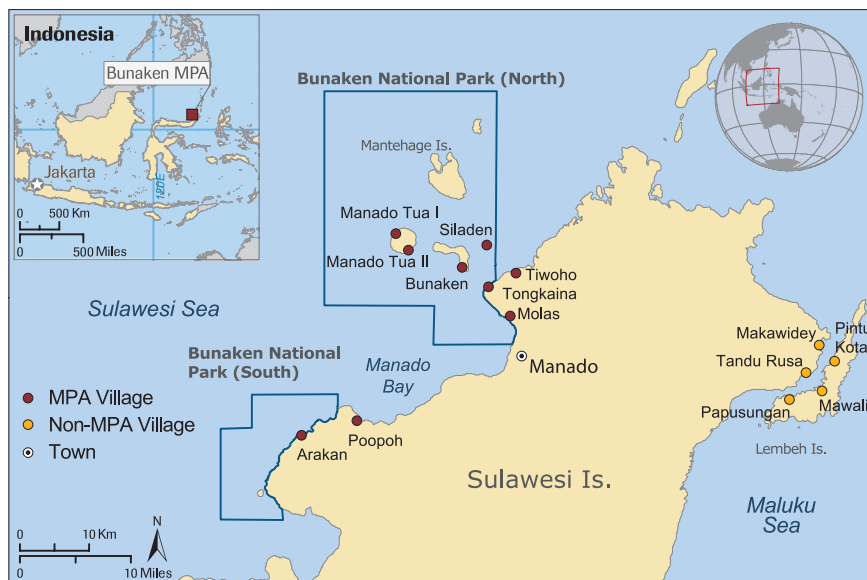 Indonesia
Bunaken MPA
Jakarta
120E
0 500 Km
0 500 Miles
Bunaken National Park (North)
Mantehage Is.
Manado Tua I
Siladen
Manado Tua II
Bunaken
Tiwoho
Tongkaina
Molas
Sulawesi Sea
Bunaken National
Park (South)
Manado
Bay
Manado
Makawidey
Pintu
Kota
Tandu Rusa
Papusungan
Mawali
Lembeh Is.
MPA Village
Non-MPA Village
Town
Poopoh
Arakan
Sulawesi Is.
Maluku
Sea
0 10 Km
0 10 Miles
N